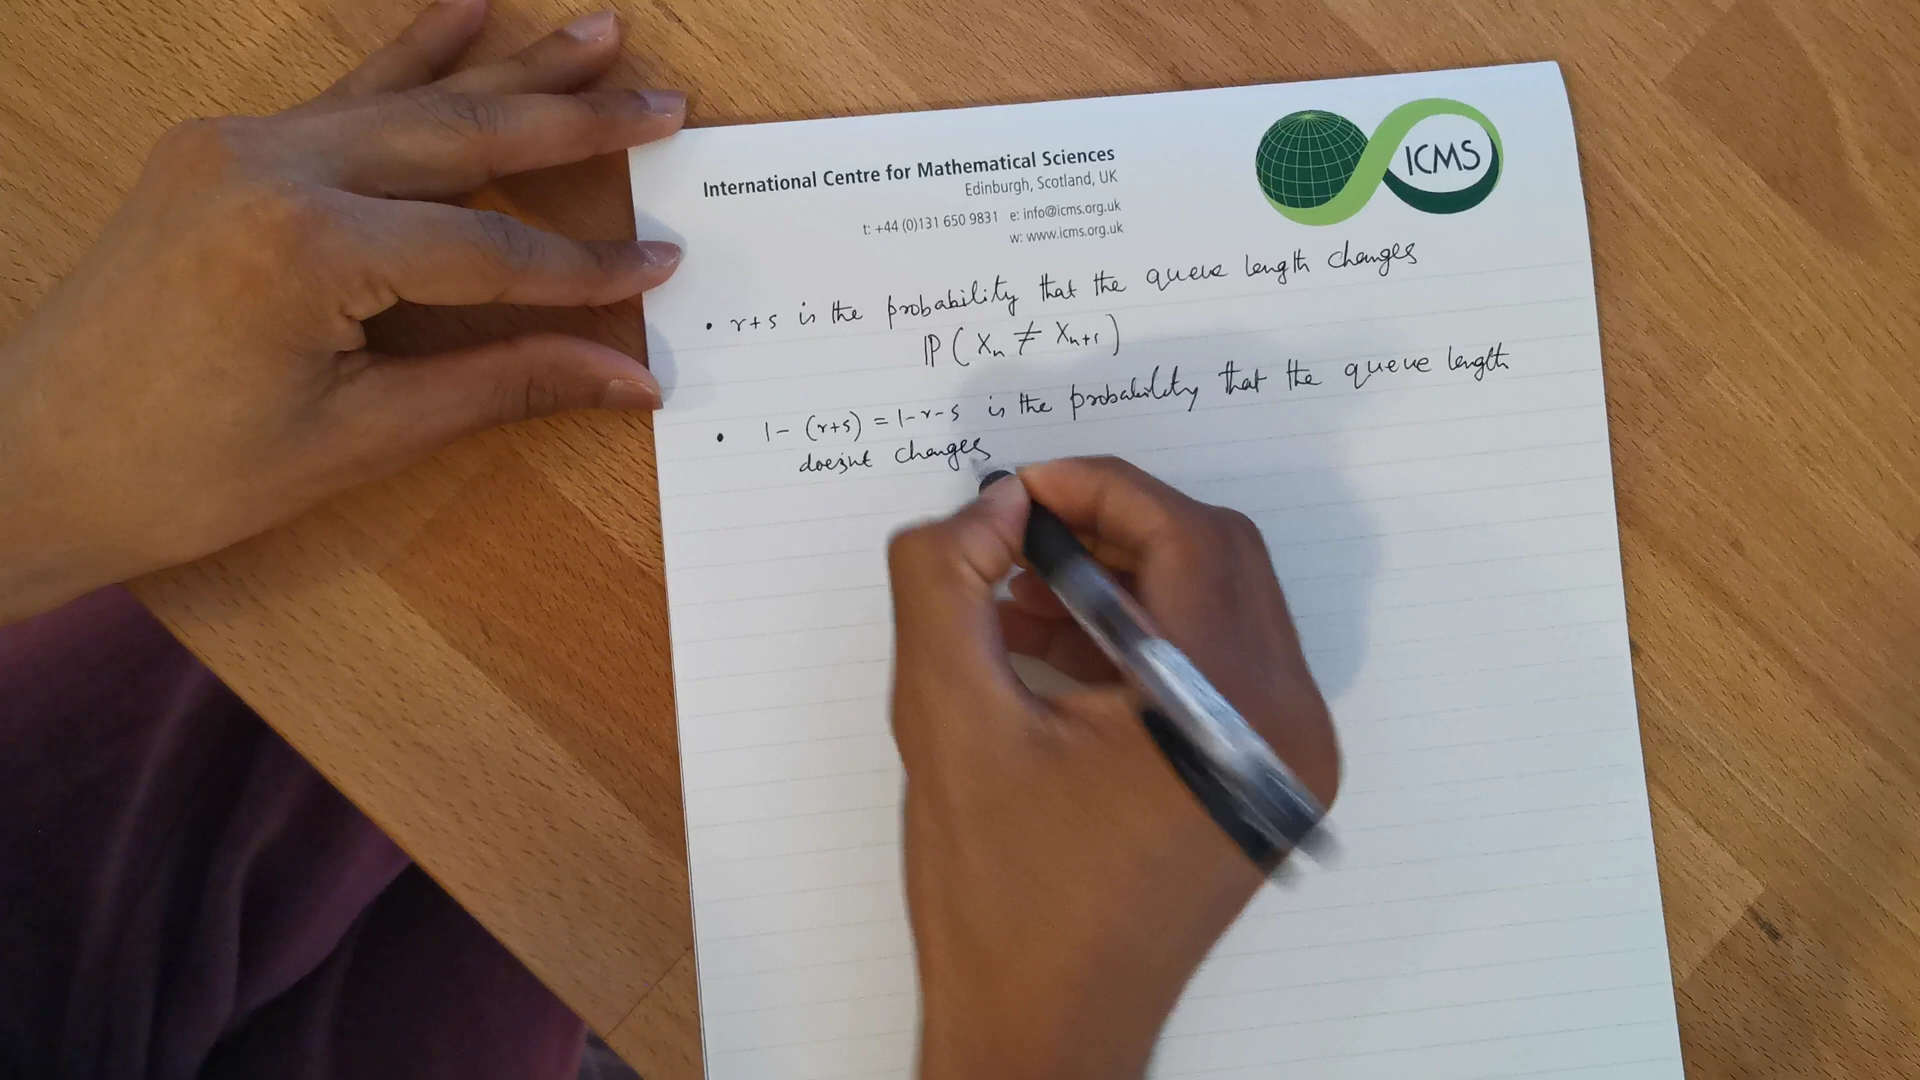 International Centre for Mathematical Sciences
Edinburgh, Scotland, UK
t: +44 (0)131 650 9831 e: info@icms.org.uk
w: www.icms.org.uk
ICMS
• r+s is the probability that the queue length changes
ℙ ( Xₙ ≠ Xₙ₊₁ )
• 1 - (r+s) = 1-r-s is the probability that the queue length
doesnt changes